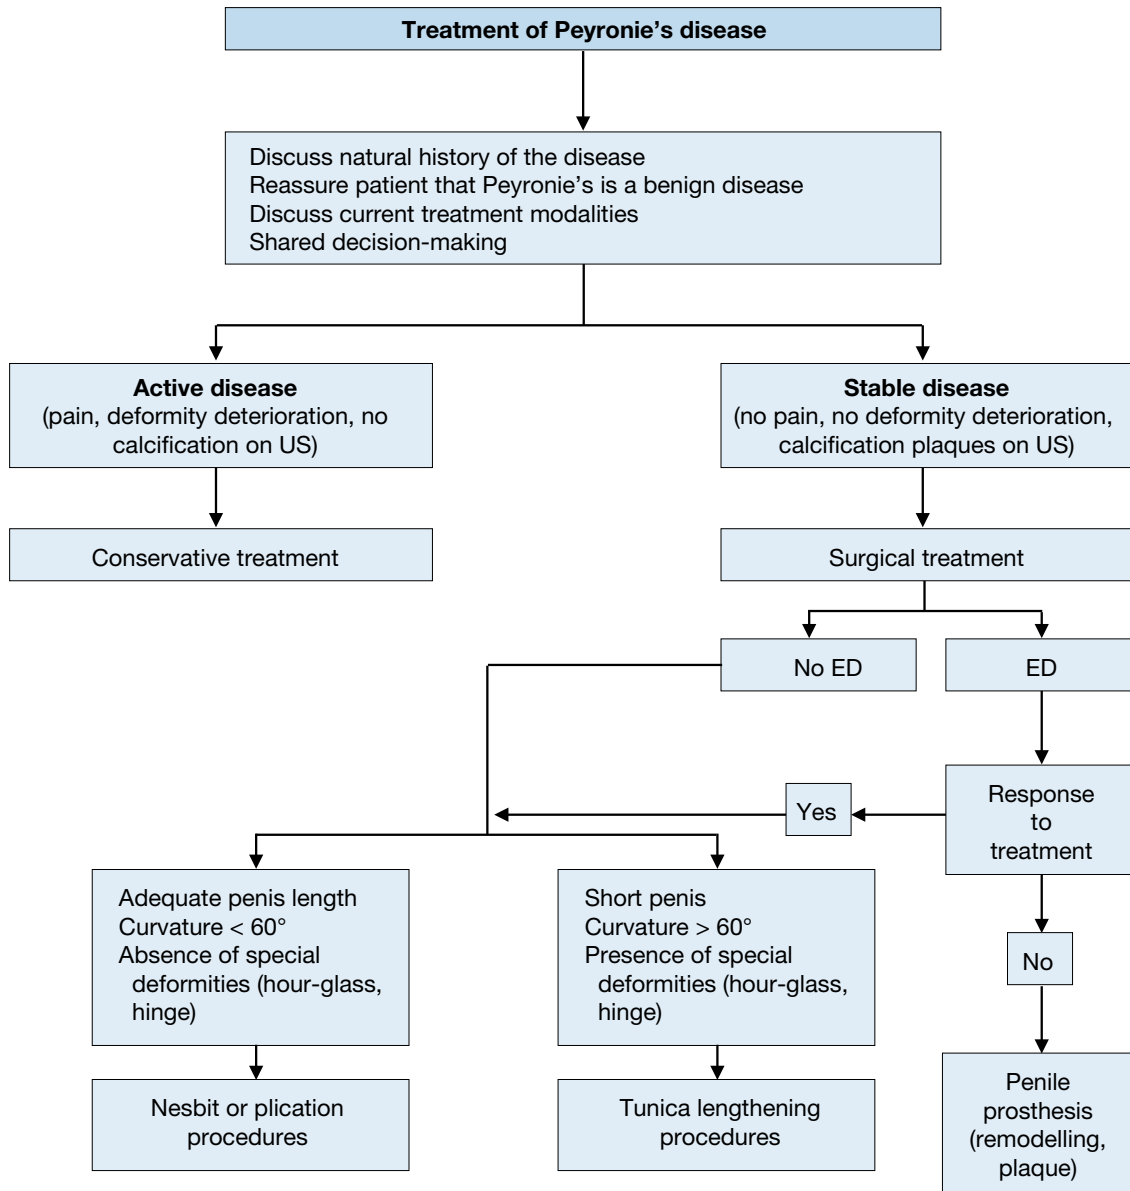 Treatment of Peyronie’s disease
Discuss natural history of the disease
Reassure patient that Peyronie’s is a benign disease
Discuss current treatment modalities
Shared decision-making
Active disease
(pain, deformity deterioration, no
calcification on US)
Stable disease
(no pain, no deformity deterioration,
calcification plaques on US)
Conservative treatment
Surgical treatment
No ED
ED
Yes
Response
to
treatment
Adequate penis length
Curvature < 60°
Absence of special
deformities (hour-glass,
hinge)
Short penis
Curvature > 60°
Presence of special
deformities (hour-glass,
hinge)
No
Nesbit or plication
procedures
Tunica lengthening
procedures
Penile
prosthesis
(remodelling,
plaque)